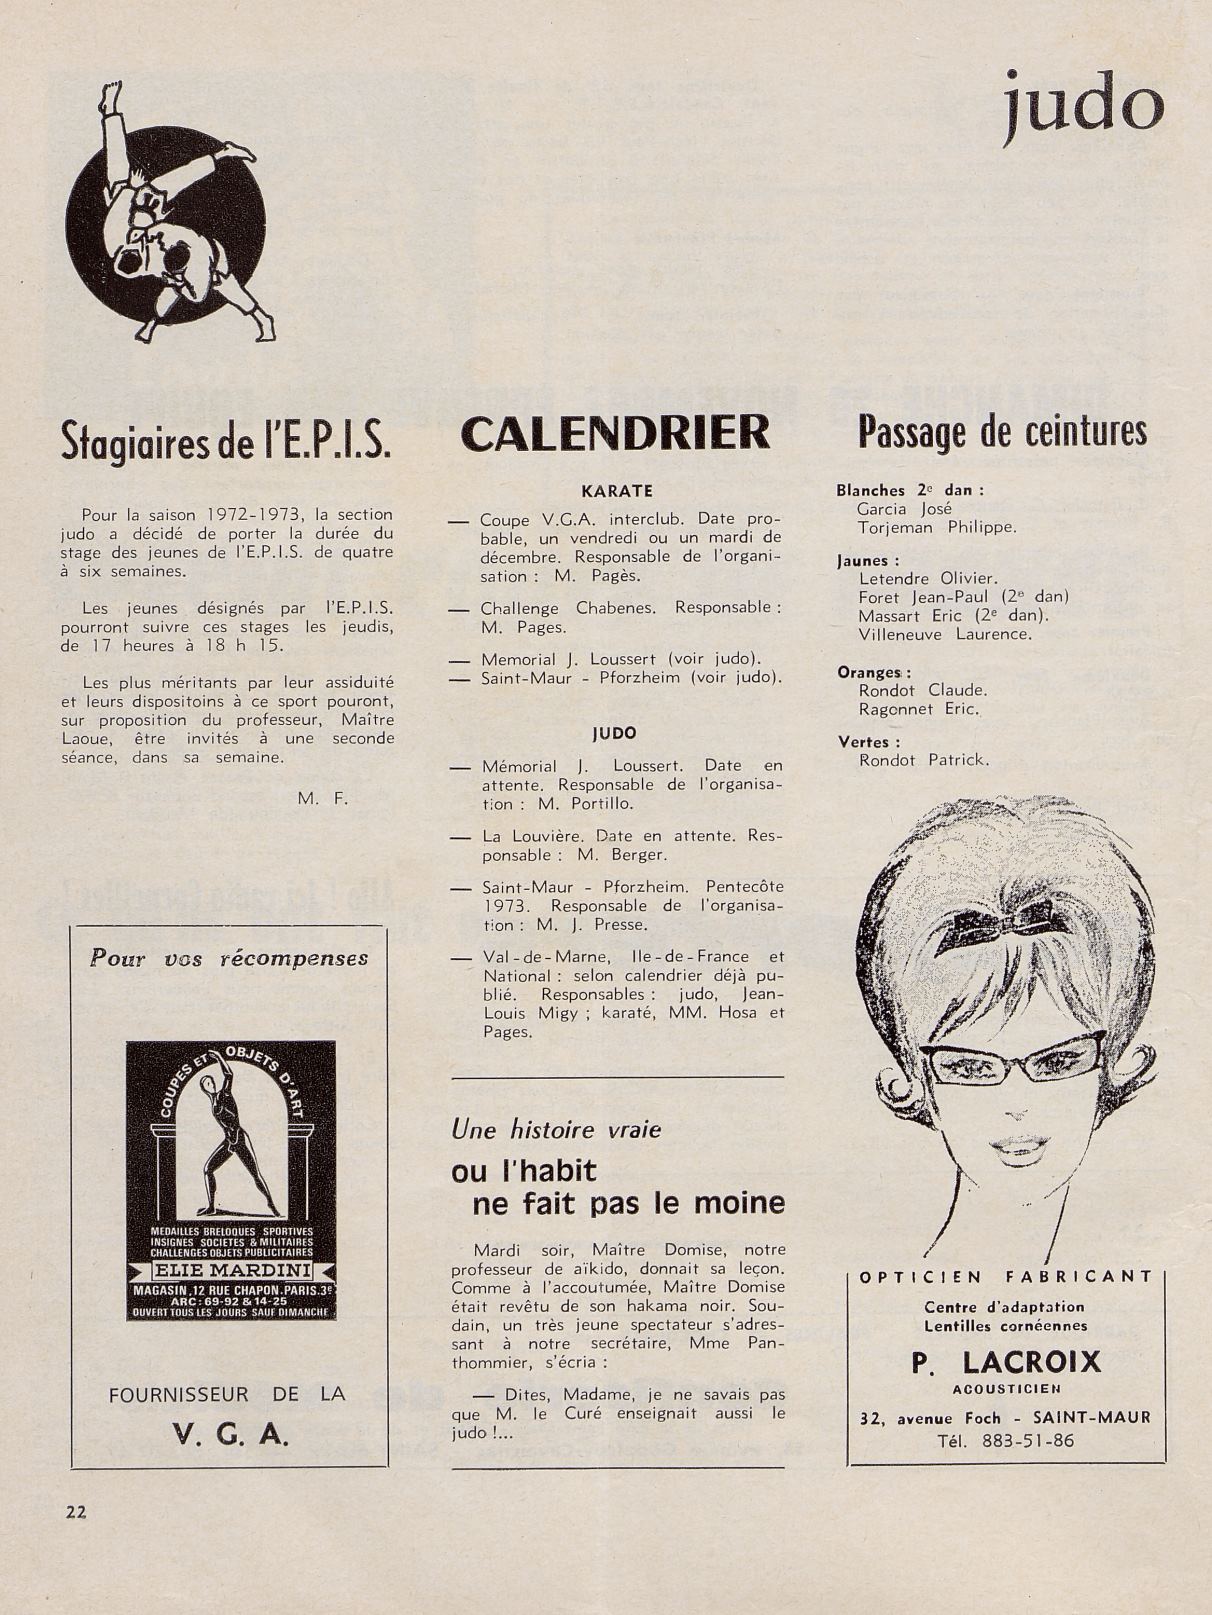 judo
Stagiaires de l'E.P.I.S.
Pour la saison 1972-1973, la section
judo a décidé de porter la durée du
stage des jeunes de l'E.P.I.S. de quatre
à six semaines.
Les jeunes désignés par l'E.P.I.S.
pourront suivre ces stages les jeudis,
de 17 heures à 18 h 15.
Les plus méritants par leur assiduité
et leurs dispositoins à ce sport pouront,
sur proposition du professeur, Maître
Laoue, être invités à une seconde
séance, dans sa semaine.
M. F.
Pour vos récompenses
COUPES ET OBJETS D'ART
MEDAILLES BRELOQUES SPORTIVES
INSIGNES SOCIETES & MILITAIRES
CHALLENGES OBJETS PUBLICITAIRES
ELIE MARDINI
MAGASIN.12 RUE CHAPON.PARIS.3e
ARC: 69-92 & 14-25
OUVERT TOUS LES JOURS SAUF DIMANCHE
FOURNISSEUR DE LA
V. G. A.
CALENDRIER
KARATE
— Coupe V.G.A. interclub. Date pro-
bable, un vendredi ou un mardi de
décembre. Responsable de l'organi-
sation : M. Pagès.
— Challenge Chabenes. Responsable :
M. Pages.
— Memorial J. Loussert (voir judo).
— Saint-Maur - Pforzheim (voir judo).
JUDO
— Mémorial J. Loussert. Date en
attente. Responsable de l'organisa-
tion : M. Portillo.
— La Louvière. Date en attente. Res-
ponsable : M. Berger.
— Saint-Maur - Pforzheim. Pentecôte
1973. Responsable de l'organisa-
tion : M. J. Presse.
— Val-de-Marne, Ile-de-France et
National : selon calendrier déjà pu-
blié. Responsables : judo, Jean-
Louis Migy ; karaté, MM. Hosa et
Pages.
Une histoire vraie
ou l'habit
ne fait pas le moine
Mardi soir, Maître Domise, notre
professeur de aïkido, donnait sa leçon.
Comme à l'accoutumée, Maître Domise
était revêtu de son hakama noir. Sou-
dain, un très jeune spectateur s'adres-
sant à notre secrétaire, Mme Pan-
thommier, s'écria :
— Dites, Madame, je ne savais pas
que M. le Curé enseignait aussi le
judo !...
Passage de ceintures
Blanches 2e dan :
Garcia José
Torjeman Philippe.
Jaunes :
Letendre Olivier.
Foret Jean-Paul (2e dan)
Massart Eric (2e dan).
Villeneuve Laurence.
Oranges :
Rondot Claude.
Ragonnet Eric.
Vertes :
Rondot Patrick.
OPTICIEN FABRICANT
Centre d'adaptation
Lentilles cornéennes
P. LACROIX
ACOUSTICIEN
32, avenue Foch - SAINT-MAUR
Tél. 883-51-86
22